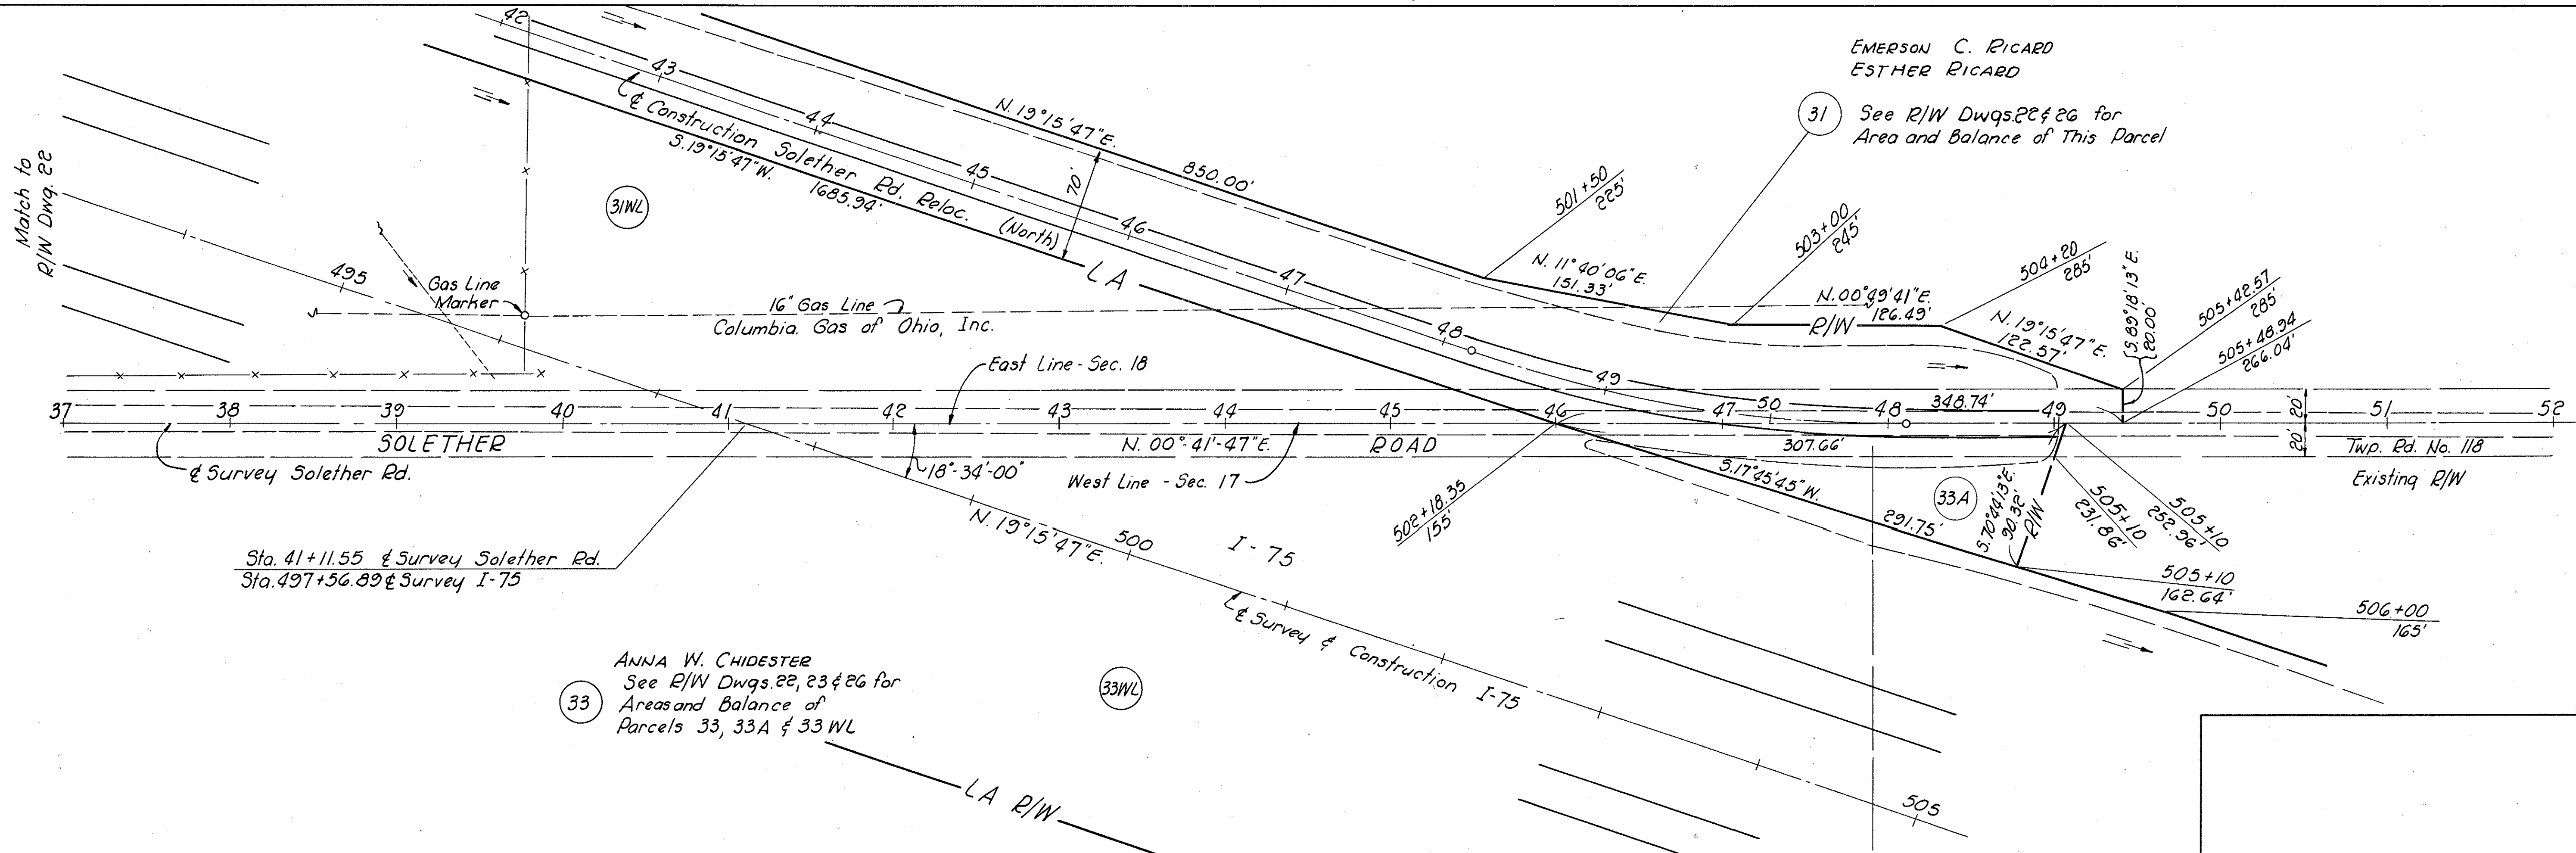 EMERSON C. RICARD
ESTHER RICARD
31
See R/W Dwgs. 22 & 26 for
Area and Balance of This Parcel
Match to
R/W Dwg. 22
42
43
44
45
46
47
48
49
50
℄ Construction Solether Rd. Reloc. (North)
S. 19°15'47"W.
1685.94'
N. 19°15'47"E.
850.00'
70'
LA
31WL
501+50
225'
N. 11°40'06"E.
151.33'
503+00
245'
N. 00°49'41"E.
126.49'
R/W
504+20
285'
N. 19°15'47"E.
122.57'
S. 89°18'13"E.
20.00'
505+42.57
285'
505+48.94
266.04'
495
Gas Line
Marker
16" Gas Line
Columbia Gas of Ohio, Inc.
East Line - Sec. 18
37
38
39
40
41
42
43
44
45
46
47
48
348.74'
49
50
51
52
20'
20'
SOLETHER
N. 00°-41'-47"E.
ROAD
307.66'
Twp. Rd. No. 118
Existing R/W
℄ Survey Solether Rd.
18°-34'-00"
West Line - Sec. 17
S. 17°45'45"W.
291.75'
33A
S. 70°44'13"E.
90.32'
R/W
505+10
231.86'
505+10
252.96'
502+18.35
155'
N. 19°15'47"E.
500
I-75
505+10
162.64'
506+00
165'
Sta. 41+11.55 ℄ Survey Solether Rd.
Sta. 497+56.89 ℄ Survey I-75
℄ Survey & Construction I-75
505
ANNA W. CHIDESTER
33
See R/W Dwgs. 22, 23 & 26 for
Areas and Balance of
Parcels 33, 33A & 33 WL
33WL
LA R/W